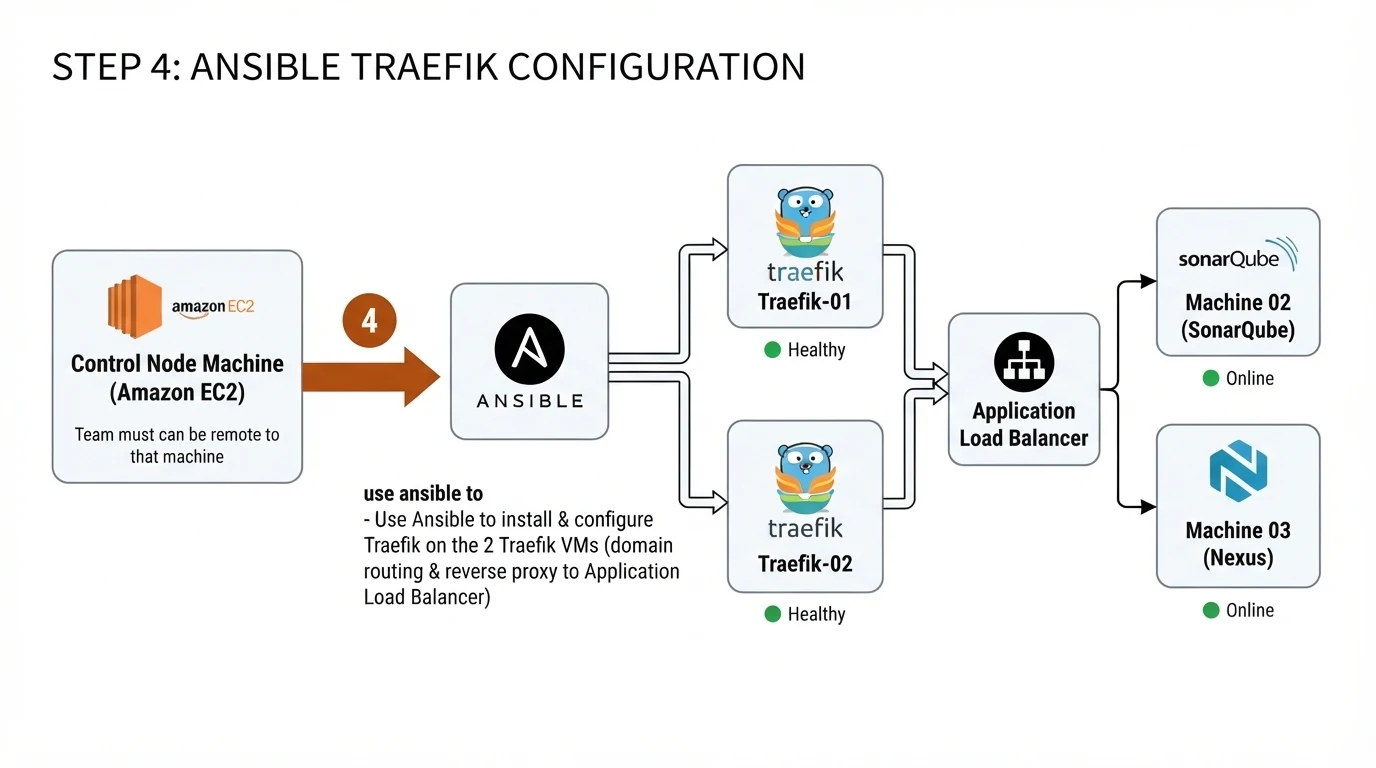 STEP 4: ANSIBLE TRAEFIK CONFIGURATION
amazon EC2
Control Node Machine
(Amazon EC2)
Team must can be remote to
that machine
4
ANSIBLE
use ansible to
- Use Ansible to install & configure
Traefik on the 2 Traefik VMs (domain
routing & reverse proxy to Application
Load Balancer)
traefik
Traefik-01
Healthy
traefik
Traefik-02
Healthy
Application
Load Balancer
sonarQube
Machine 02
(SonarQube)
Online
Machine 03
(Nexus)
Online